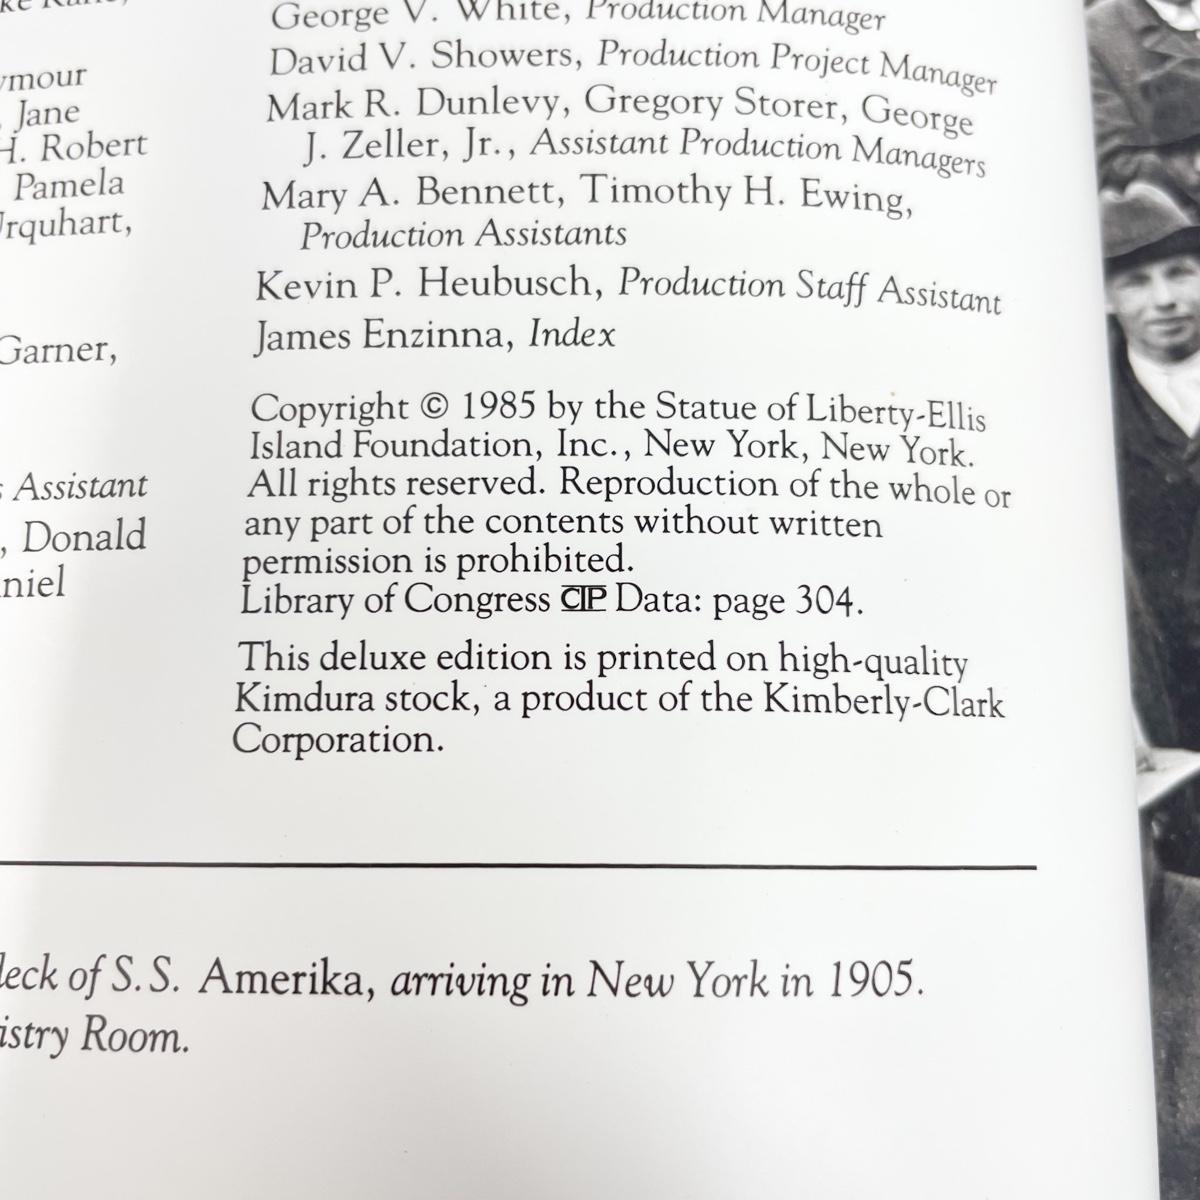 ymour
Jane
H. Robert
Pamela
Urquhart,
Garner,
s Assistant
, Donald
niel
George V. White, Production Manager
David V. Showers, Production Project Manager
Mark R. Dunlevy, Gregory Storer, George
J. Zeller, Jr., Assistant Production Managers
Mary A. Bennett, Timothy H. Ewing,
Production Assistants
Kevin P. Heubusch, Production Staff Assistant
James Enzinna, Index
Copyright © 1985 by the Statue of Liberty-Ellis
Island Foundation, Inc., New York, New York.
All rights reserved. Reproduction of the whole or
any part of the contents without written
permission is prohibited.
Library of Congress CIP Data: page 304.
This deluxe edition is printed on high-quality
Kimdura stock, a product of the Kimberly-Clark
Corporation.
deck of S.S. Amerika, arriving in New York in 1905.
istry Room.